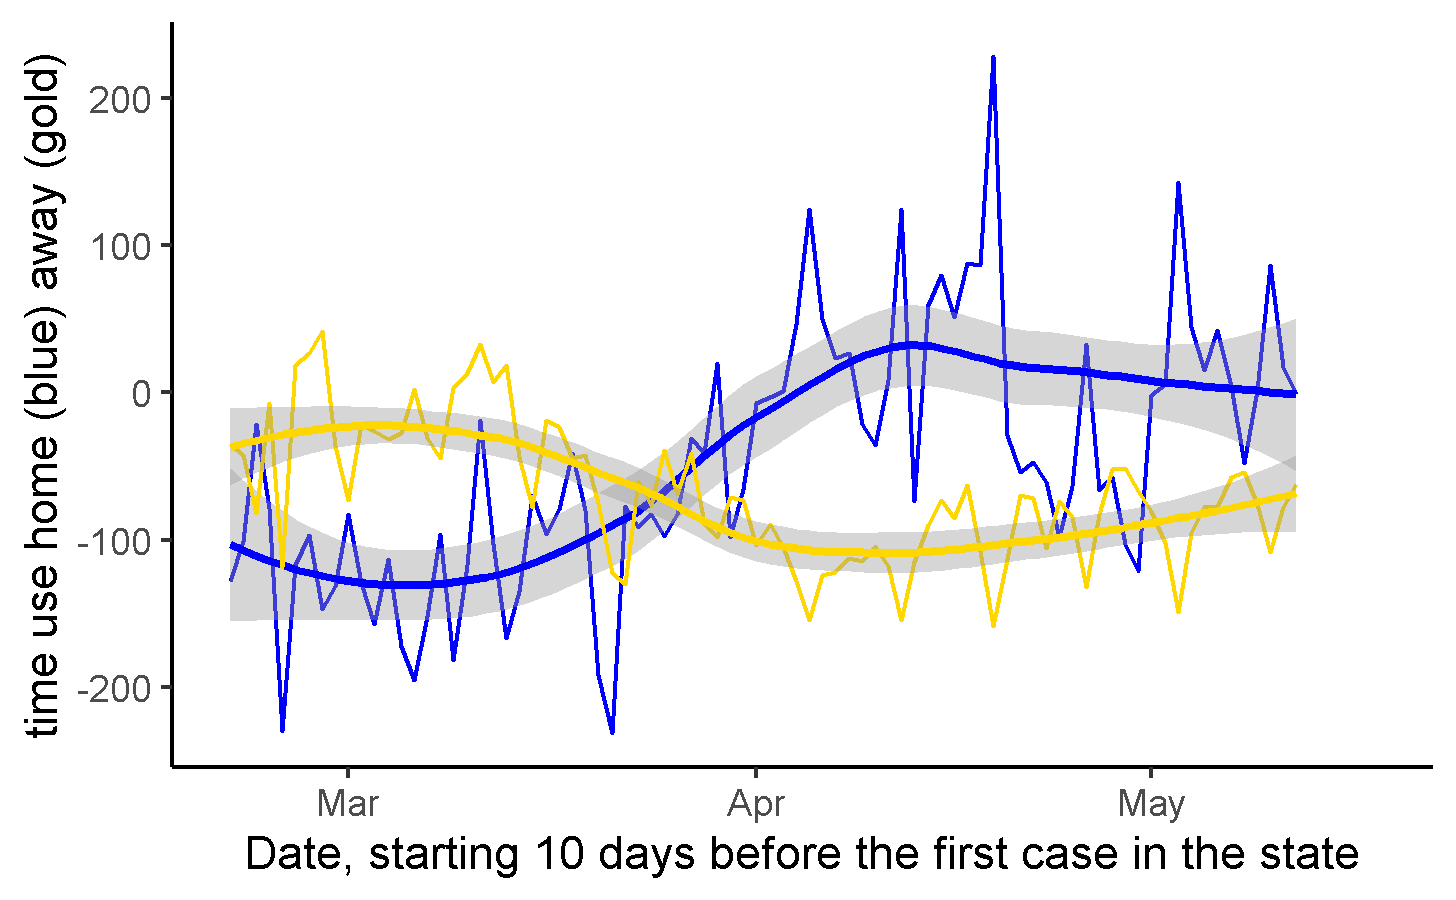 time use home (blue) away (gold)
200
100
0
-100
-200
Mar
Apr
May
Date, starting 10 days before the first case in the state